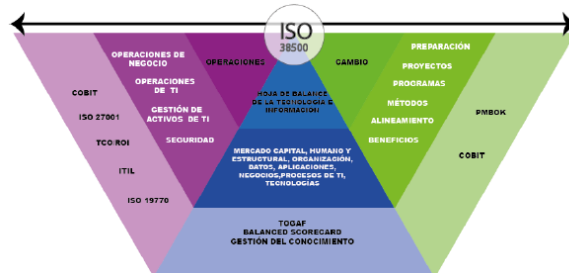 ISO
38500
COBIT
ISO 27001
TCO/ROI
ITIL
ISO 19770
OPERACIONES DE
NEGOCIO
OPERACIONES
DE TI
GESTIÓN DE
ACTIVOS DE TI
SEGURIDAD
OPERACIONES
HOJA DE BALANCE
DE LA TECNOLOGIA E
INFORMACIÓN
MERCADO CAPITAL, HUMANO Y
ESTRUCTURAL, ORGANIZACIÓN,
DATOS, APLICACIONES,
NEGOCIOS,PROCESOS DE TI,
TECNOLOGÍAS
TOGAF
BALANCED SCORECARD
GESTIÓN DEL CONOCIMIENTO
CAMBIO
PREPARACIÓN
PROYECTOS
PROGRAMAS
MÉTODOS
ALINEAMIENTO
BENEFICIOS
PMBOK
COBIT